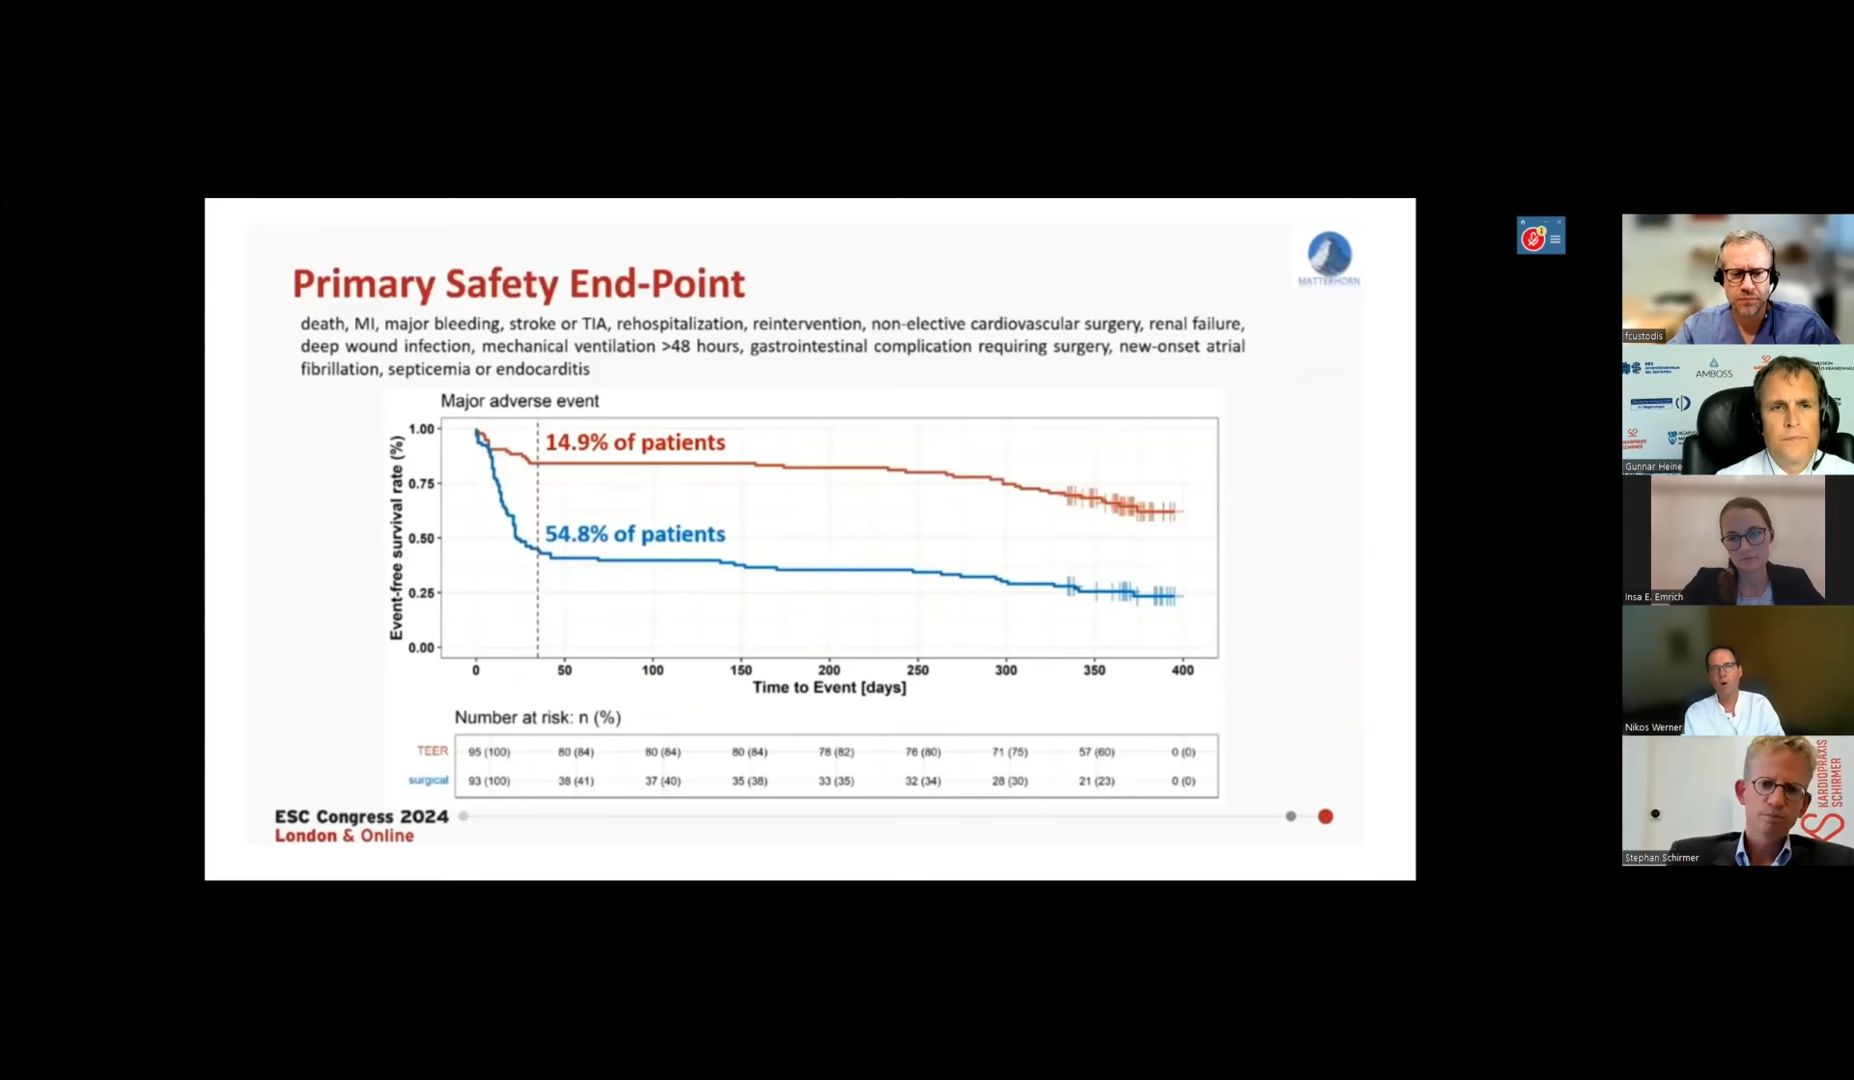 MATTERHORN
Primary Safety End-Point
death, MI, major bleeding, stroke or TIA, rehospitalization, reintervention, non-elective cardiovascular surgery, renal failure,
deep wound infection, mechanical ventilation >48 hours, gastrointestinal complication requiring surgery, new-onset atrial
fibrillation, septicemia or endocarditis
Major adverse event
Event-free survival rate (%)
1.00
0.75
0.50
0.25
0.00
14.9% of patients
54.8% of patients
0 50 100 150 200 250 300 350 400
Time to Event [days]
Number at risk: n (%)
TEER 95 (100) 80 (84) 80 (84) 80 (84) 78 (82) 76 (80) 71 (75) 57 (60) 0 (0)
surgical 93 (100) 38 (41) 37 (40) 35 (38) 33 (35) 32 (34) 28 (30) 21 (23) 0 (0)
ESC Congress 2024
London & Online
fcustodis
AMBOSS
Gunnar Heine
Insa E. Emrich
Nikos Werner
KARDIOPRAXIS
SCHIRMER
Stephan Schirmer